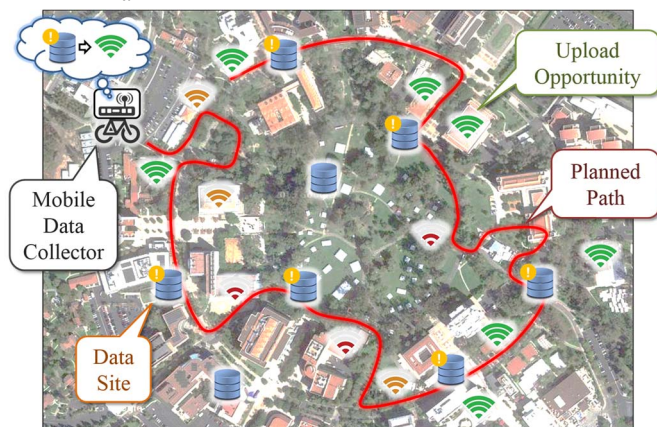 Upload
Opportunity
Planned
Path
Mobile
Data
Collector
Data
Site